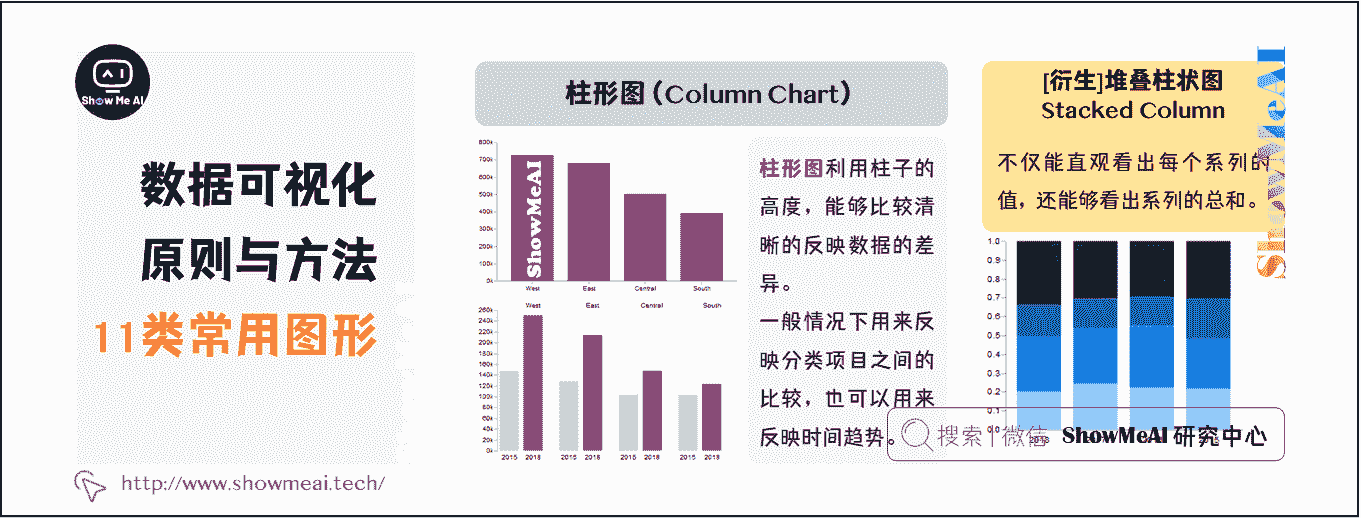 Show Me AI
数据可视化
原则与方法
11类常用图形
http://www.showmeai.tech/
柱形图（Column Chart）
800k
700k
600k
500k
400k
300k
200k
100k
0k
ShowMeAI
West
East
Central
South
West
East
Central
South
260k
240k
220k
200k
180k
160k
140k
120k
100k
80k
60k
40k
20k
0k
2015 2018
2015 2018
2015 2018
2015 2018
柱形图利用柱子的
高度，能够比较清
晰的反映数据的差
异。
一般情况下用来反
映分类项目之间的
比较，也可以用来
反映时间趋势。
[衍生]堆叠柱状图
Stacked Column
不仅能直观看出每个系列的
值，还能够看出系列的总和。
ShowMeAI
1.0
0.9
0.8
0.7
0.6
0.5
0.4
0.3
0.2
0.1
0.0
搜索 | 微信 ShowMeAI 研究中心